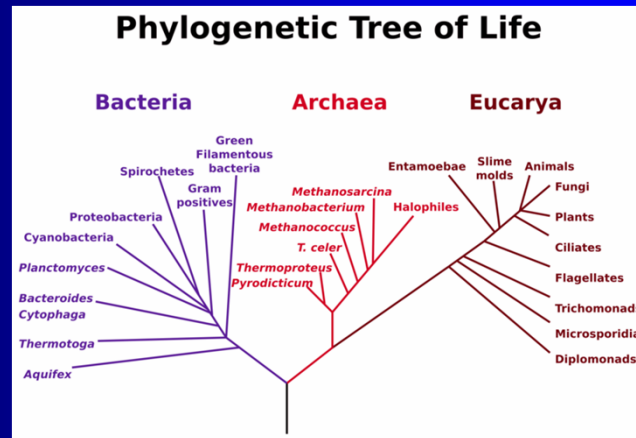 Phylogenetic Tree of Life
Bacteria
Archaea
Eucarya
Green
Filamentous
bacteria
Spirochetes
Gram
positives
Proteobacteria
Cyanobacteria
Planctomyces
Bacteroides
Cytophaga
Thermotoga
Aquifex
Methanosarcina
Methanobacterium
Halophiles
Methanococcus
T. celer
Thermoproteus
Pyrodicticum
Entamoebae
Slime
molds
Animals
Fungi
Plants
Ciliates
Flagellates
Trichomonads
Microsporidia
Diplomonads